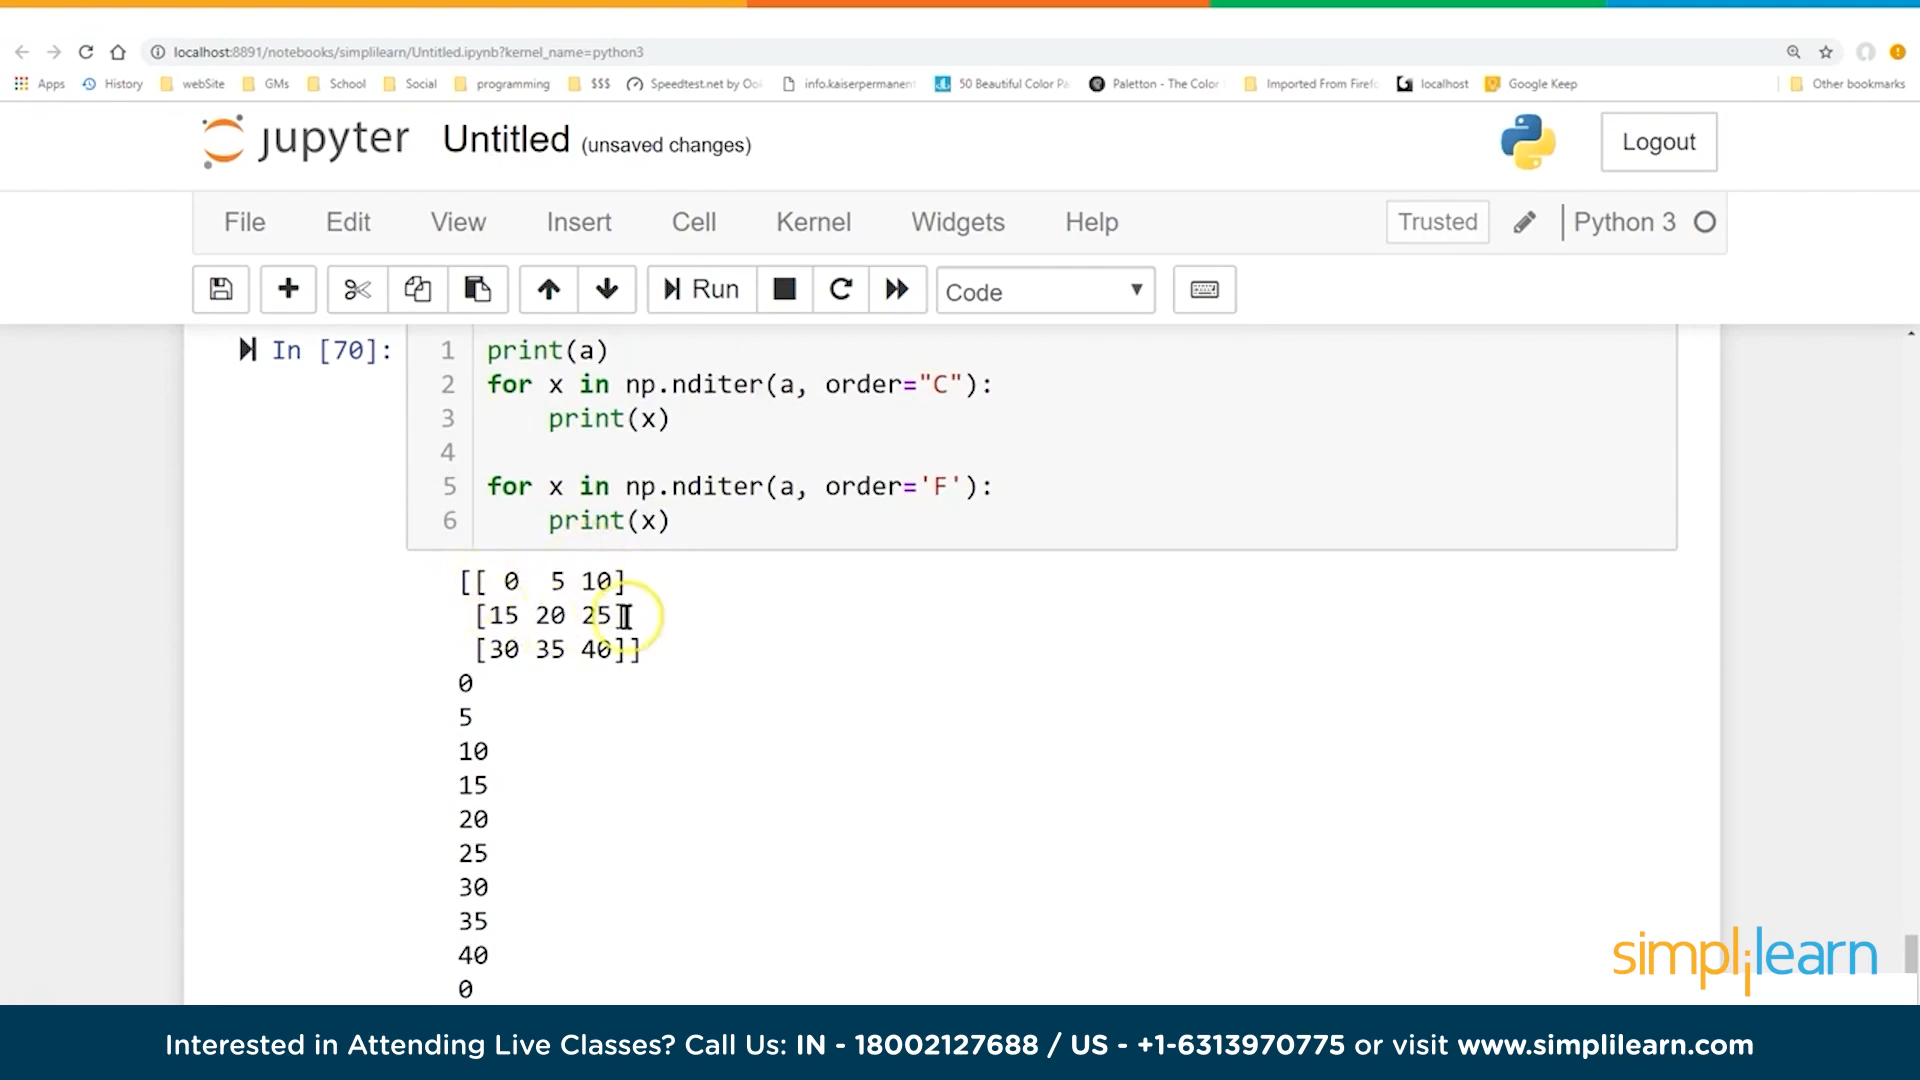 localhost:8891/notebooks/simplilearn/Untitled.ipynb?kernel_name=python3
Apps History webSite GMs School Social programming $$$ Speedtest.net by Ool info.kaiserpermanent 50 Beautiful Color Pa Paletton - The Color Imported From Firefo localhost Google Keep Other bookmarks
jupyter Untitled (unsaved changes) Logout
File Edit View Insert Cell Kernel Widgets Help Trusted Python 3
Run Code
In [70]: 1 print(a)
2 for x in np.nditer(a, order="C"):
3 print(x)
4
5 for x in np.nditer(a, order='F'):
6 print(x)
[[ 0 5 10]
[15 20 25]
[30 35 40]]
0
5
10
15
20
25
30
35
40
0
simplilearn
Interested in Attending Live Classes? Call Us: IN - 18002127688 / US - +1-6313970775 or visit www.simplilearn.com